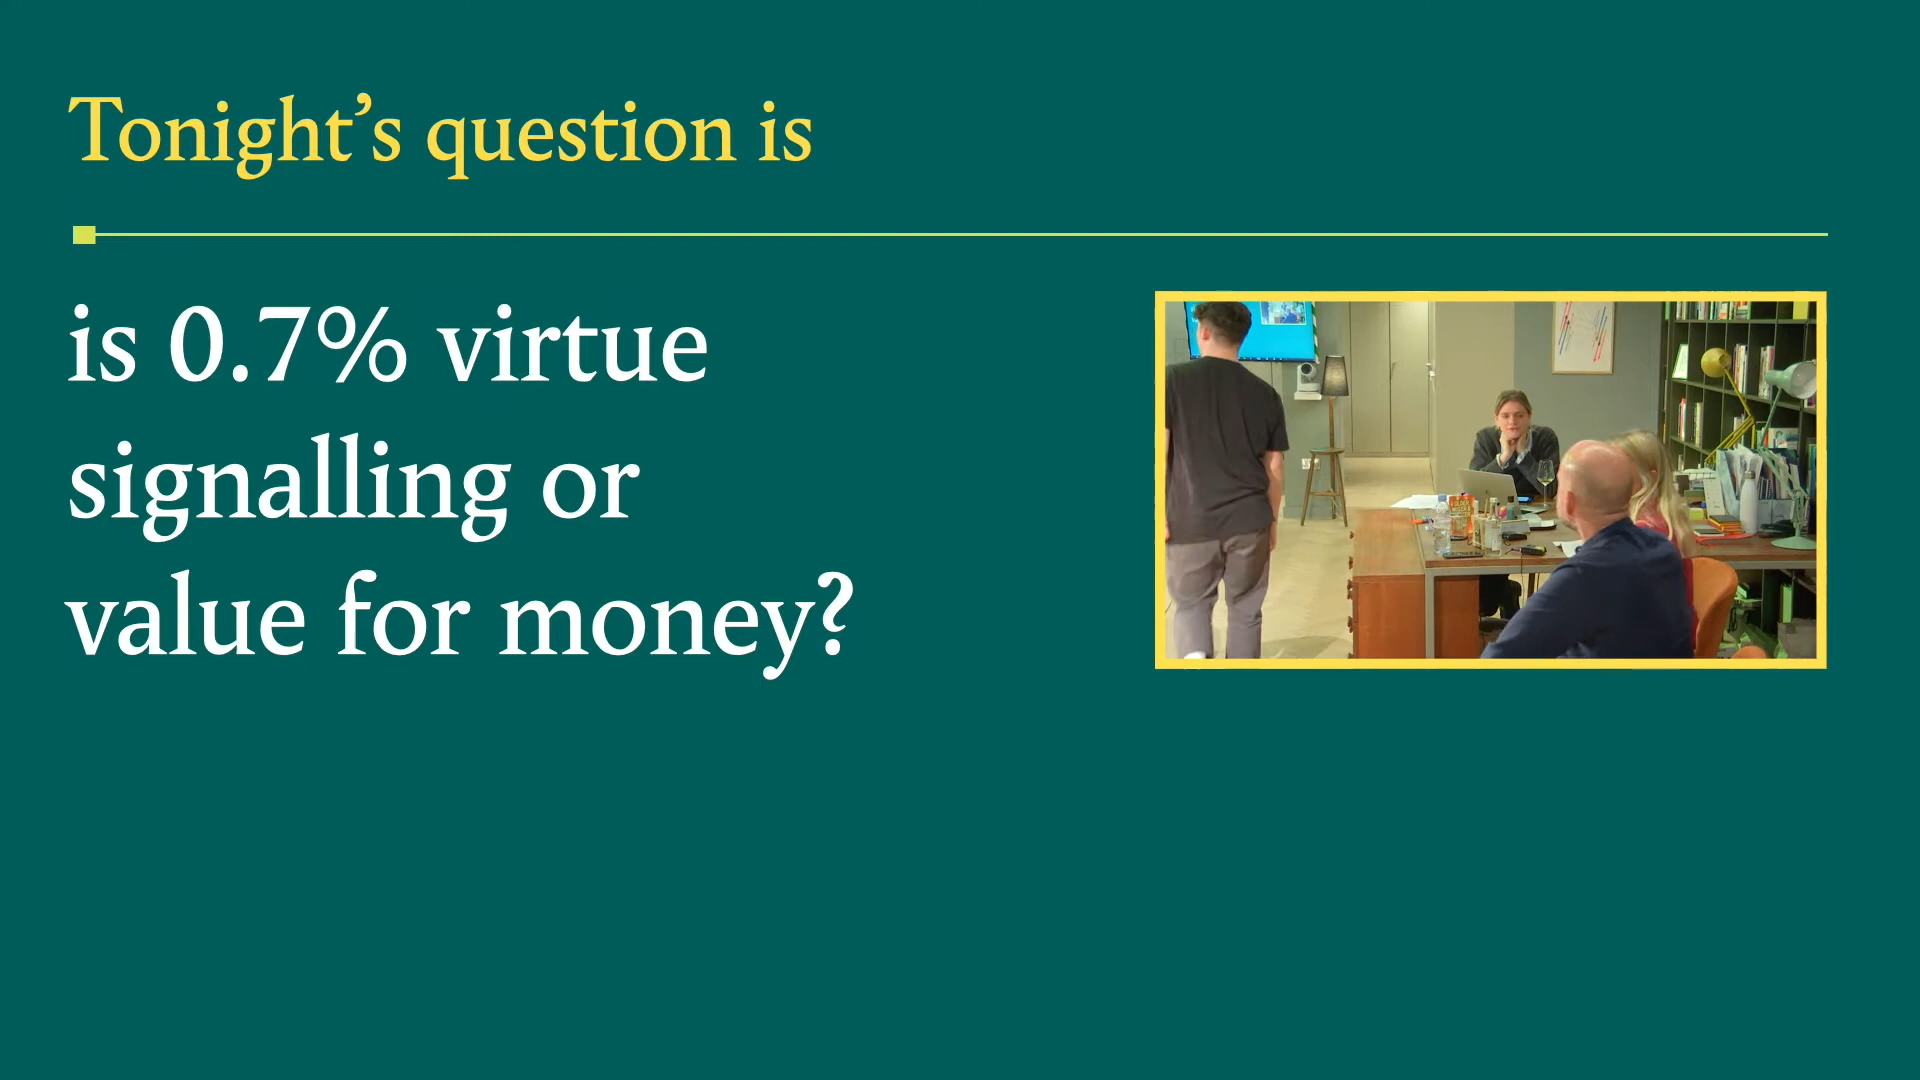 Tonight’s question is
is 0.7% virtue
signalling or
value for money?